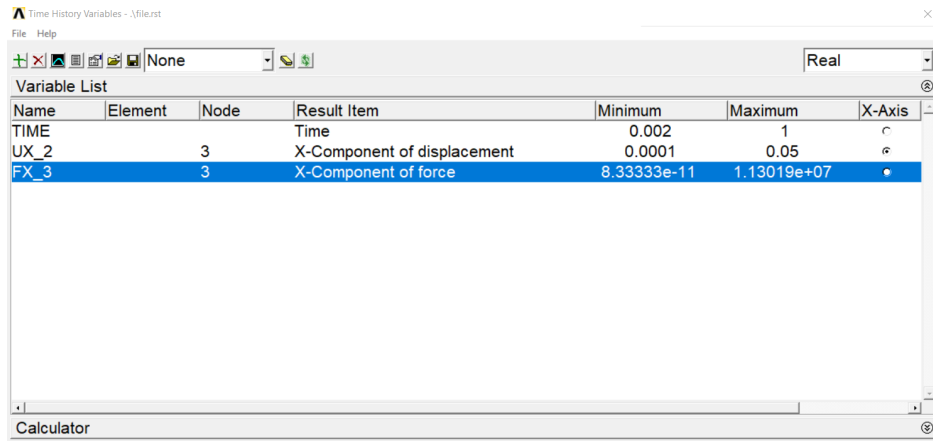 Time History Variables - .\file.rst
File Help
None Real
Variable List
Name Element Node Result Item Minimum Maximum X-Axis
TIME Time 0.002 1
UX_2 3 X-Component of displacement 0.0001 0.05
FX_3 3 X-Component of force 8.33333e-11 1.13019e+07
Calculator